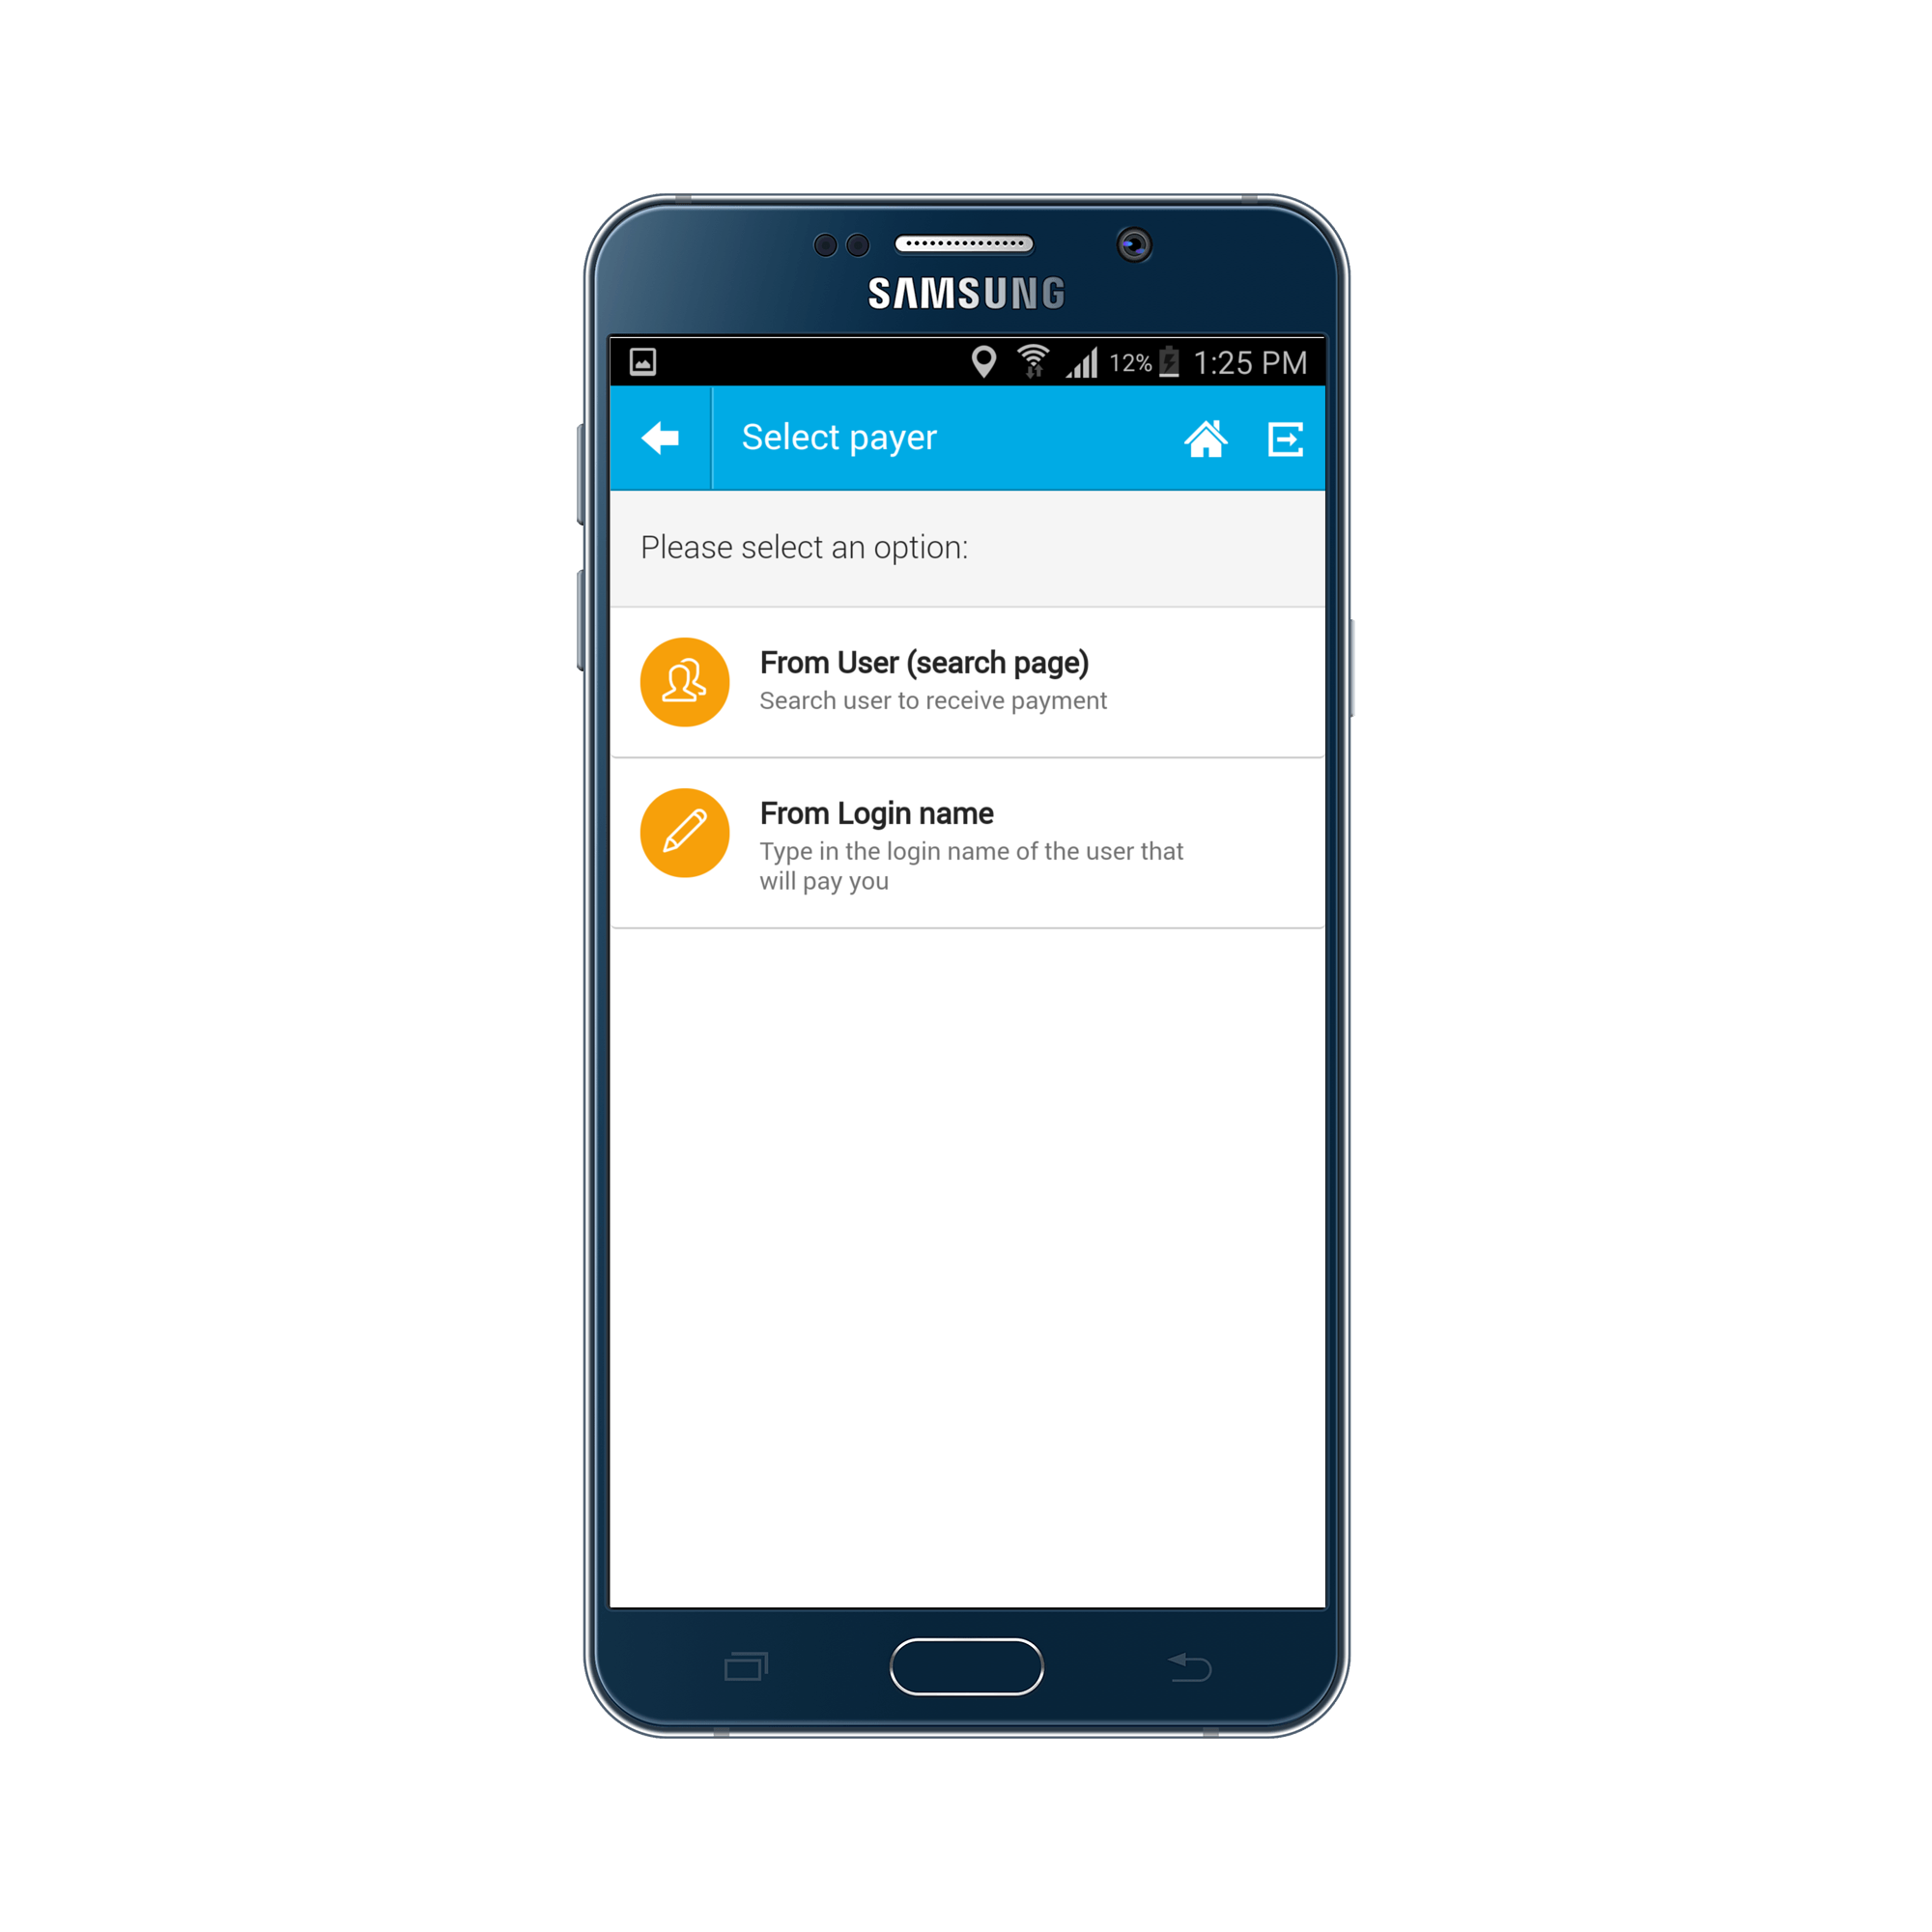 SAMSUNG
12% 1:25 PM
Select payer
Please select an option:
From User (search page)
Search user to receive payment
From Login name
Type in the login name of the user that
will pay you